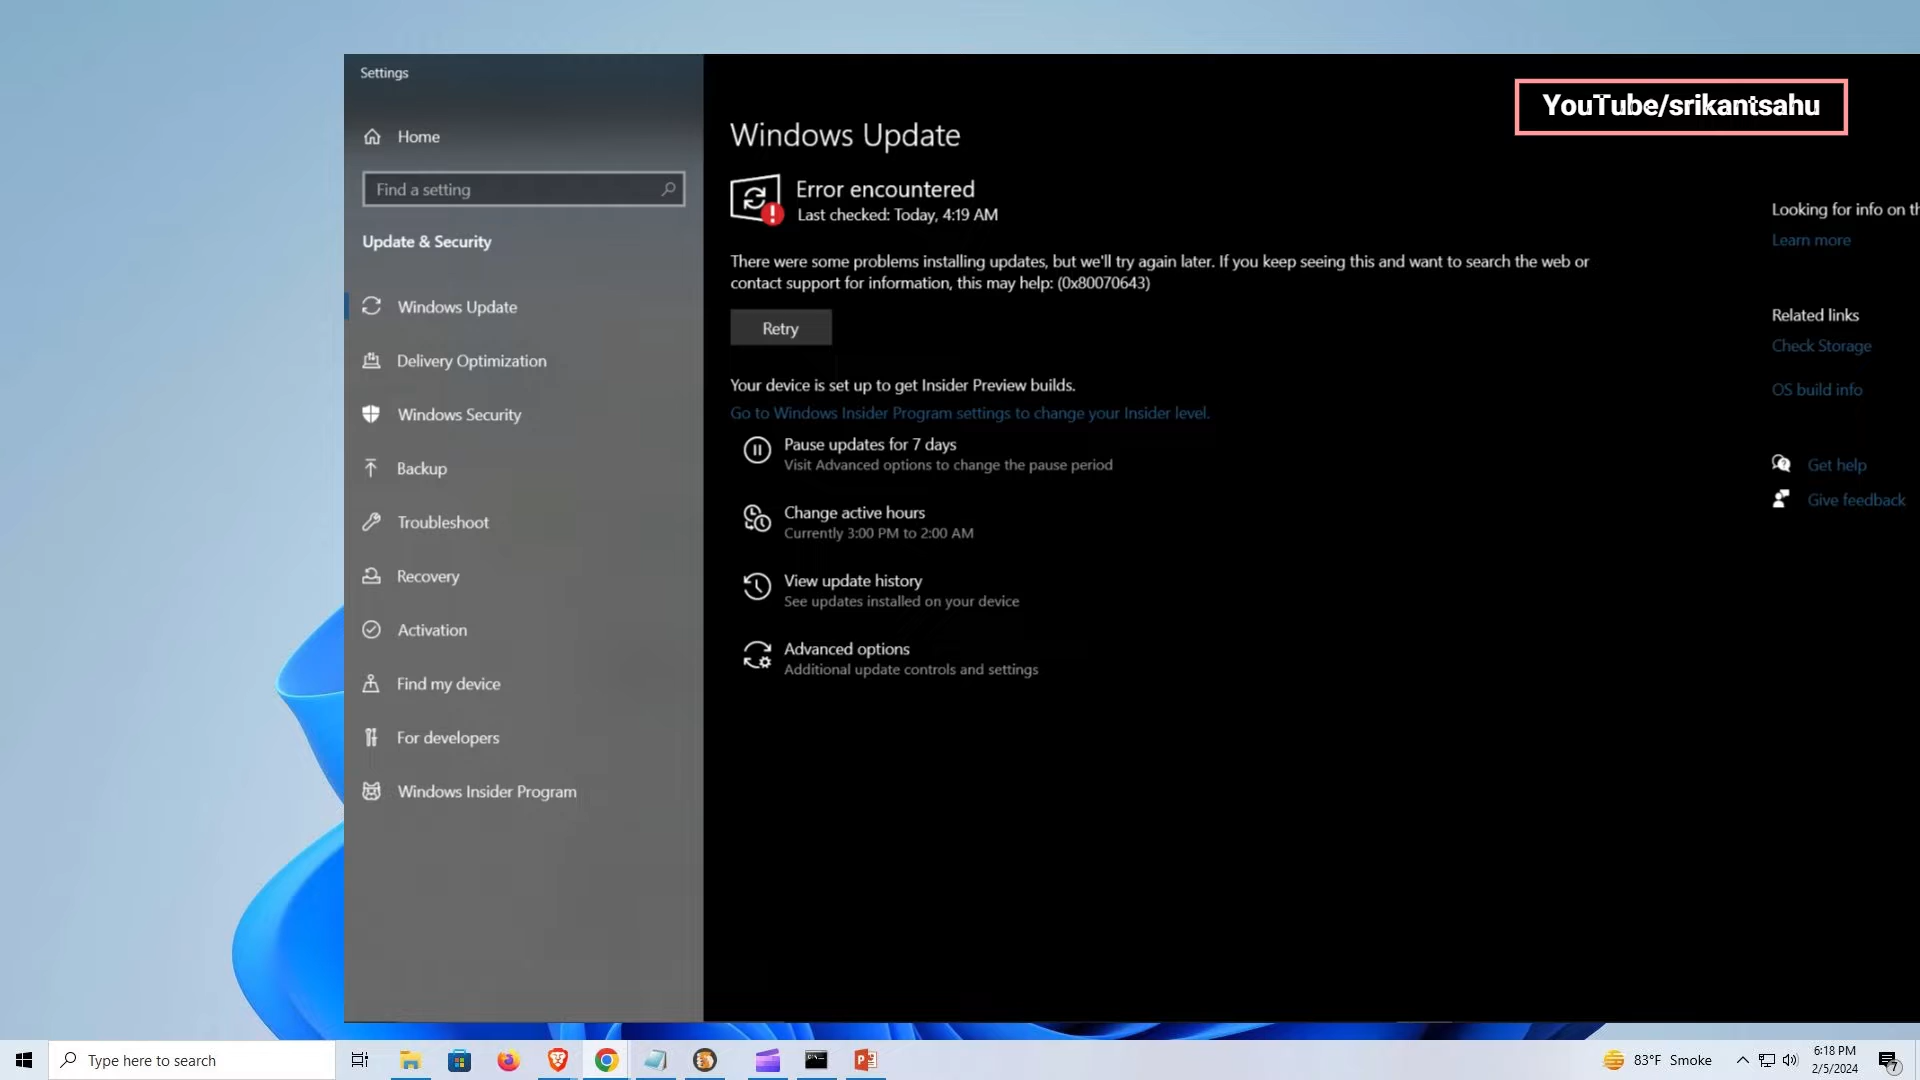 Settings
YouTube/srikantsahu
Home
Find a setting
Update & Security
Windows Update
Delivery Optimization
Windows Security
Backup
Troubleshoot
Recovery
Activation
Find my device
For developers
Windows Insider Program
Windows Update
Error encountered
Last checked: Today, 4:19 AM
There were some problems installing updates, but we'll try again later. If you keep seeing this and want to search the web or
contact support for information, this may help: (0x80070643)
Retry
Your device is set up to get Insider Preview builds.
Go to Windows Insider Program settings to change your Insider level.
Pause updates for 7 days
Visit Advanced options to change the pause period
Change active hours
Currently 3:00 PM to 2:00 AM
View update history
See updates installed on your device
Advanced options
Additional update controls and settings
Looking for info on th
Learn more
Related links
Check Storage
OS build info
Get help
Give feedback
Type here to search
83°F Smoke
6:18 PM
2/5/2024
7